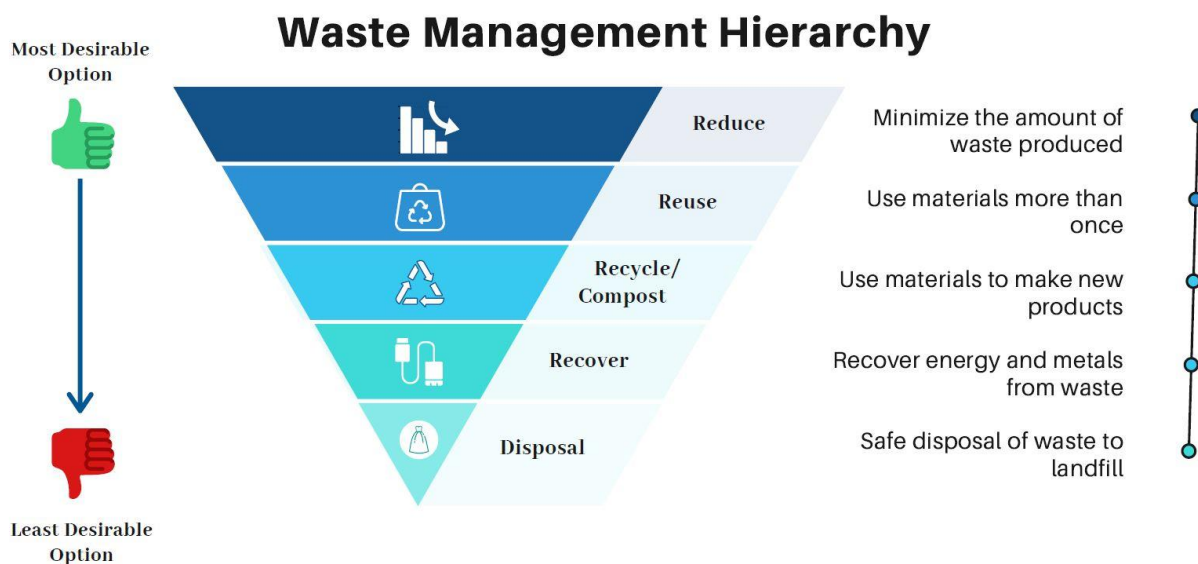 Waste Management Hierarchy
Most Desirable
Option
Reduce
Minimize the amount of
waste produced
Reuse
Use materials more than
once
Recycle/
Compost
Use materials to make new
products
Recover
Recover energy and metals
from waste
Disposal
Safe disposal of waste to
landfill
Least Desirable
Option